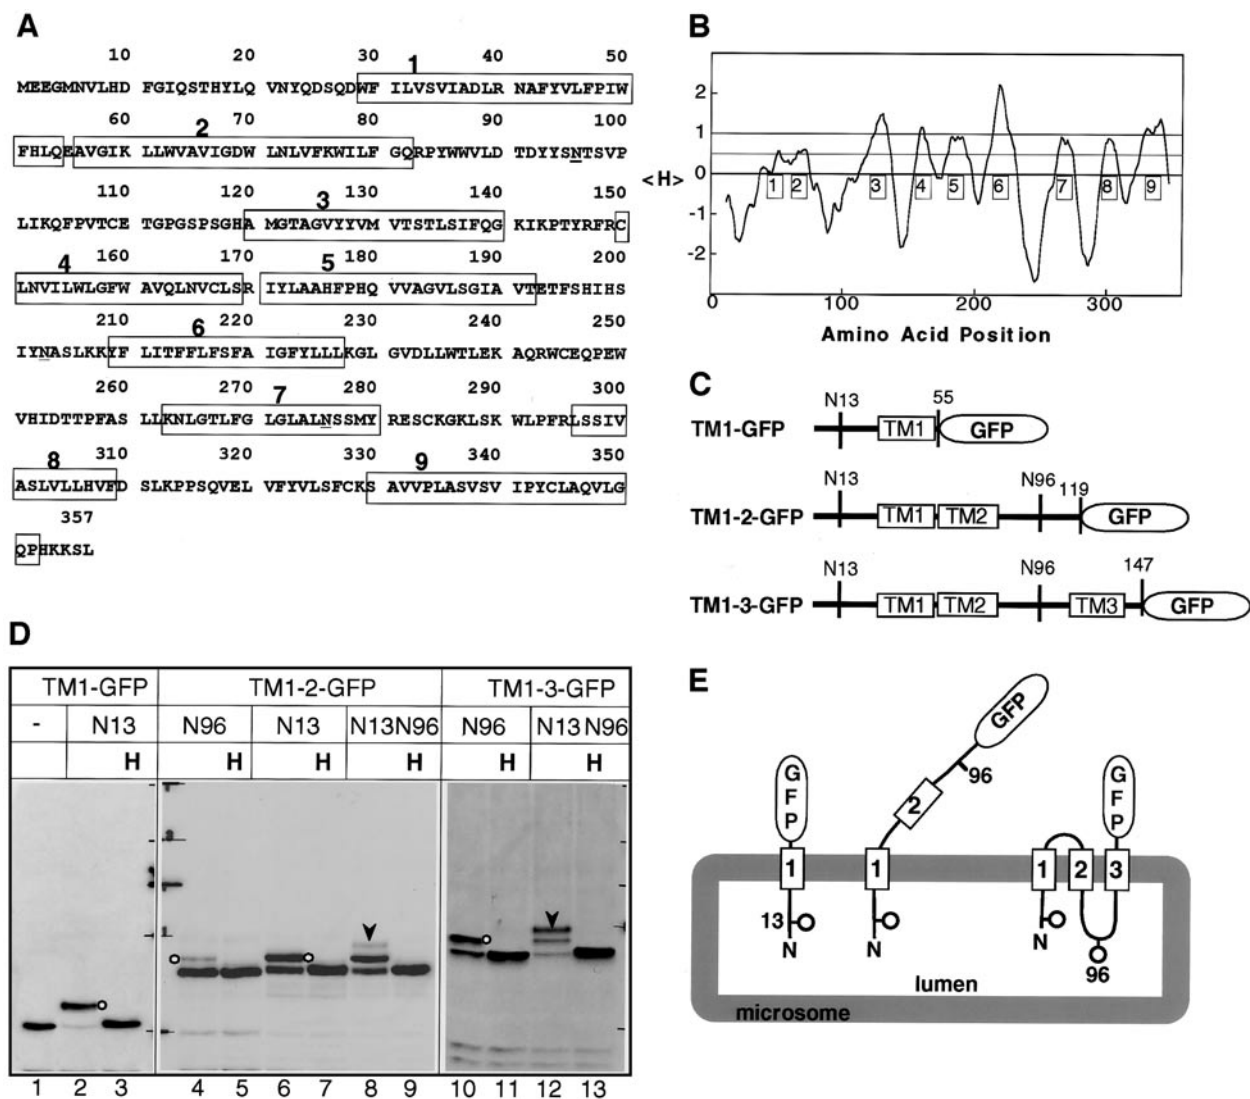 A
10 20 30 1 40 50
MEEGMNVLHD FGIQSTHYLQ VNYQDSQDWF ILVSVIADLR NAFYVLFPIW
60 2 70 80 90 100
FHLQEAVGIK LLWVAVIGDW LNLVFKWILF GQRPYWWVLD TDYYSNTSVP
110 120 3 130 140 150
LIKQFPVTCE TGPGSPSGHA MGTAGVYYVM VTSTLSIFQG KIKPTYRFRC
4 160 170 5 180 190 200
LNVILWLGFW AVQLNVCLSR IYLAAHFPHQ VVAGVLSGIA VTETFSHIHS
210 6 220 230 240 250
IYNASLKKYF LITFFLFSFA IGFYLLLKGL GVDLLWTLEK AQRWCEQPEW
260 270 7 280 290 300
VHIDTTPFAS LLKNLGTLFG LGLALNSSMY RESCKGKLSK WLPFRLSSIV
8 310 320 330 9 340 350
ASLVLLHVFD SLKPPSQVEL VFYVLSFCKS AVVPLASVSV IPYCLAQVLG
357
QPHKKSL
B
2
1
<H> 0
-1
-2
1 2 3 4 5 6 7 8 9
0 100 200 300
Amino Acid Position
C
N13 55
TM1-GFP TM1 GFP
N13 N96 119
TM1-2-GFP TM1 TM2 GFP
N13 N96 147
TM1-3-GFP TM1 TM2 TM3 GFP
D
TM1-GFP TM1-2-GFP TM1-3-GFP
- N13 N96 N13 N13N96 N96 N13N96
H H H H H H
1 2 3 4 5 6 7 8 9 10 11 12 13
E
GFP GFP GFP
2 96
1 1 1 2 3
13
N N N
96
lumen
microsome